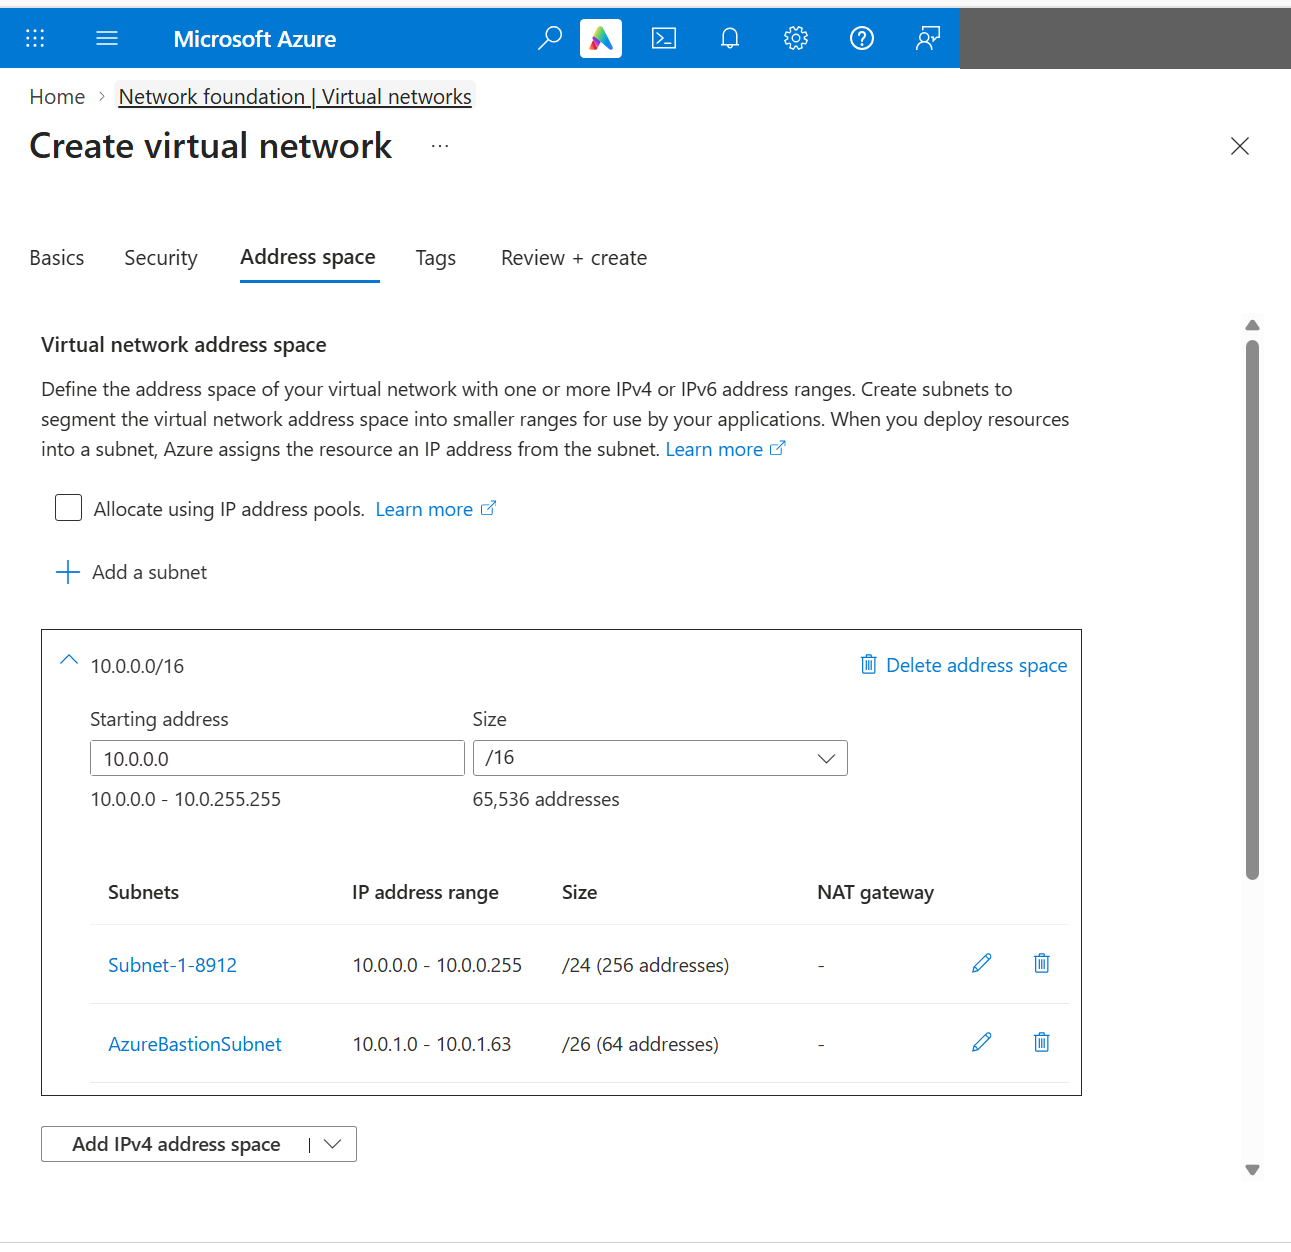 Microsoft Azure
Home > Network foundation | Virtual networks
Create virtual network ...
Basics Security Address space Tags Review + create
Virtual network address space
Define the address space of your virtual network with one or more IPv4 or IPv6 address ranges. Create subnets to
segment the virtual network address space into smaller ranges for use by your applications. When you deploy resources
into a subnet, Azure assigns the resource an IP address from the subnet. Learn more
Allocate using IP address pools. Learn more
+ Add a subnet
10.0.0.0/16 Delete address space
Starting address Size
10.0.0.0 /16
10.0.0.0 - 10.0.255.255 65,536 addresses
Subnets IP address range Size NAT gateway
Subnet-1-8912 10.0.0.0 - 10.0.0.255 /24 (256 addresses) -
AzureBastionSubnet 10.0.1.0 - 10.0.1.63 /26 (64 addresses) -
Add IPv4 address space |